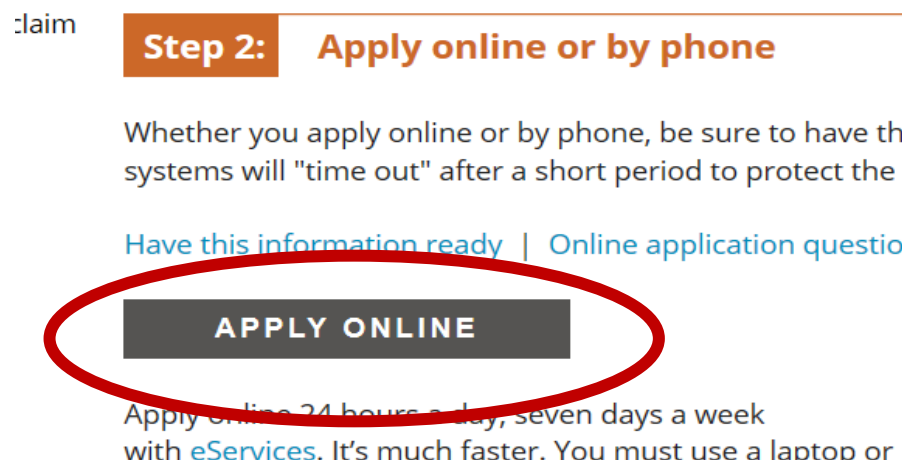 claim
Step 2: Apply online or by phone
Whether you apply online or by phone, be sure to have th
systems will "time out" after a short period to protect the
Have this information ready | Online application questio
APPLY ONLINE
Apply online 24 hours a day, seven days a week
with eServices. It's much faster. You must use a laptop or